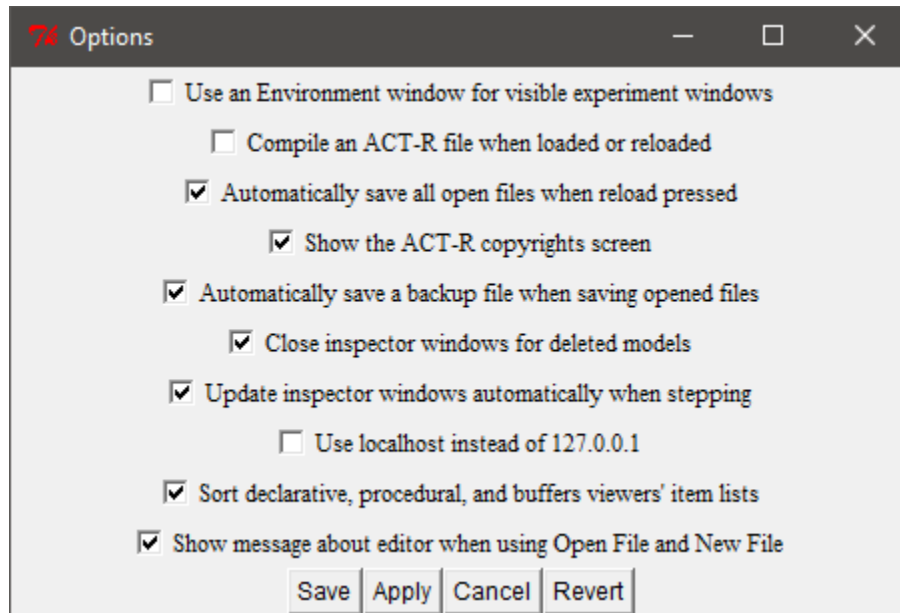 Options
Use an Environment window for visible experiment windows
Compile an ACT-R file when loaded or reloaded
Automatically save all open files when reload pressed
Show the ACT-R copyrights screen
Automatically save a backup file when saving opened files
Close inspector windows for deleted models
Update inspector windows automatically when stepping
Use localhost instead of 127.0.0.1
Sort declarative, procedural, and buffers viewers' item lists
Show message about editor when using Open File and New File
Save Apply Cancel Revert